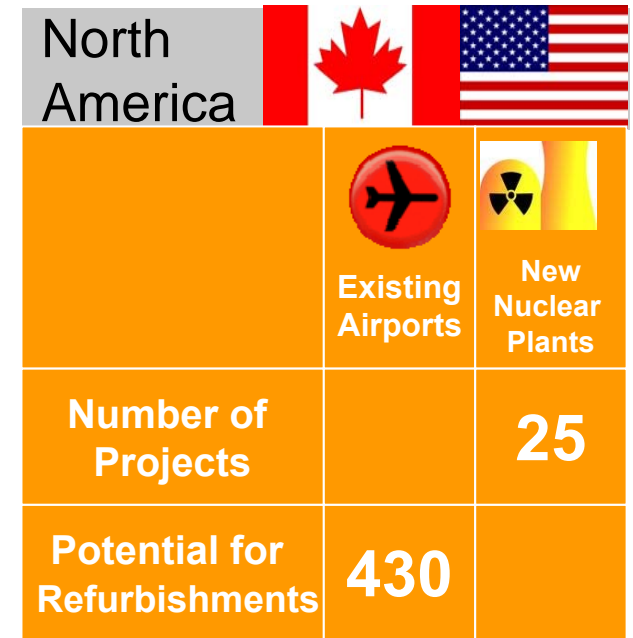 North
America
Existing
Airports
New
Nuclear
Plants
Number of
Projects
25
Potential for
Refurbishments
430